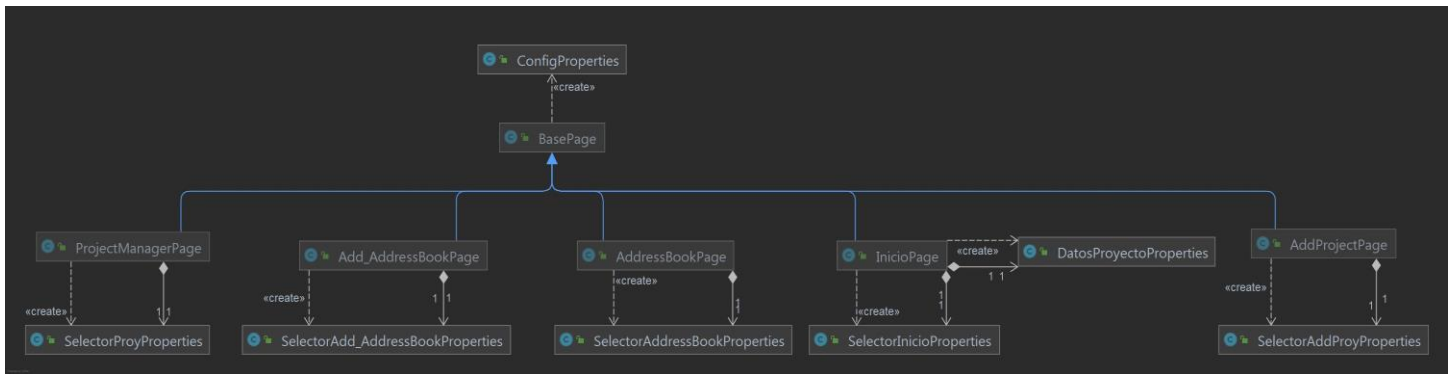 ConfigProperties
«create»
BasePage
ProjectManagerPage
Add_AddressBookPage
AddressBookPage
InicioPage
«create»
DatosProyectoProperties
AddProjectPage
1 1
«create»
1 1
«create»
1 1
«create»
1
1
«create»
1
1
«create»
1
1
SelectorProyProperties
SelectorAdd_AddressBookProperties
SelectorAddressBookProperties
SelectorInicioProperties
SelectorAddProyProperties